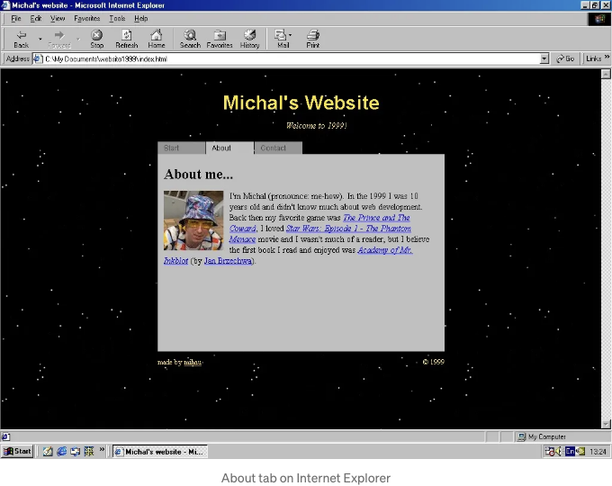 Michal's website - Microsoft Internet Explorer
File Edit View Favorites Tools Help
Back Forward Stop Refresh Home Search Favorites History Mail Print
Address C:\My Documents\website1999\index.html Go Links »
Michal's Website
Welcome to 1999!
Start About Contact
About me...
I'm Michal (pronounce: me-how). In the 1999 I was 10
years old and didn't know much about web development.
Back then my favorite game was The Prince and The
Coward, I loved Star Wars: Episode I - The Phantom
Menace movie and I wasn't much of a reader, but I believe
the first book I read and enjoyed was Academy of Mr.
Inkblot (by Jan Brzechwa).
made by © 1999
My Computer
Start » Michal's website - Mi... En 13:24
About tab on Internet Explorer